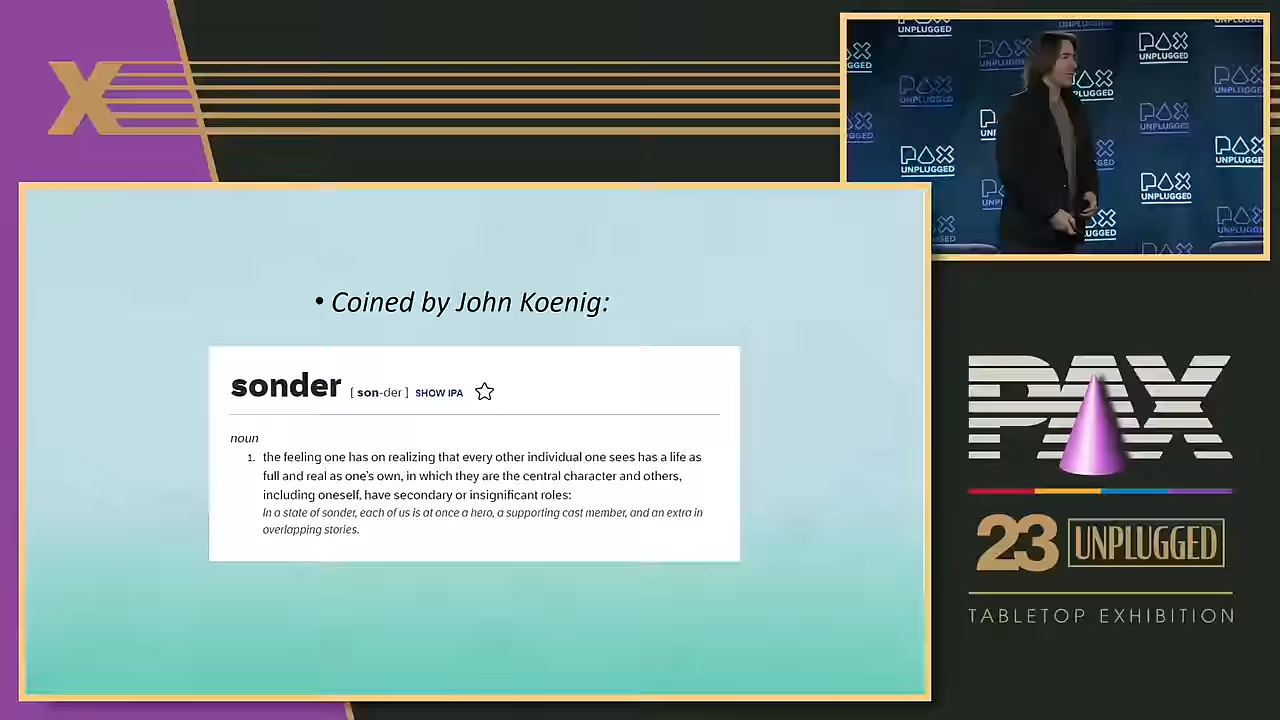 X
PAX
UNPLUGGED
• Coined by John Koenig:
sonder [ son-der ] SHOW IPA
noun
1. the feeling one has on realizing that every other individual one sees has a life as
full and real as one's own, in which they are the central character and others,
including oneself, have secondary or insignificant roles:
In a state of sonder, each of us is at once a hero, a supporting cast member, and an extra in
overlapping stories.
PAX
23 UNPLUGGED
TABLETOP EXHIBITION